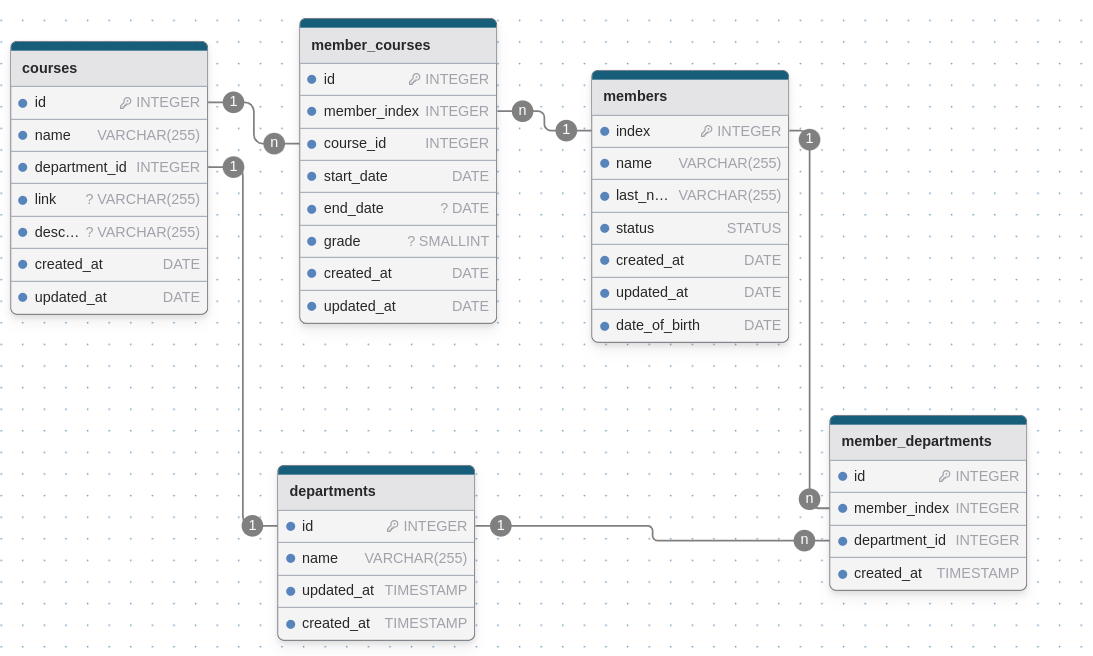 courses
id INTEGER
name VARCHAR(255)
department_id INTEGER
link ? VARCHAR(255)
desc... ? VARCHAR(255)
created_at DATE
updated_at DATE
1
n
1
1
member_courses
id INTEGER
member_index INTEGER
course_id INTEGER
start_date DATE
end_date ? DATE
grade ? SMALLINT
created_at DATE
updated_at DATE
n
1
members
index INTEGER
name VARCHAR(255)
last_n... VARCHAR(255)
status STATUS
created_at DATE
updated_at DATE
date_of_birth DATE
1
n
departments
id INTEGER
name VARCHAR(255)
updated_at TIMESTAMP
created_at TIMESTAMP
1
n
member_departments
id INTEGER
member_index INTEGER
department_id INTEGER
created_at TIMESTAMP